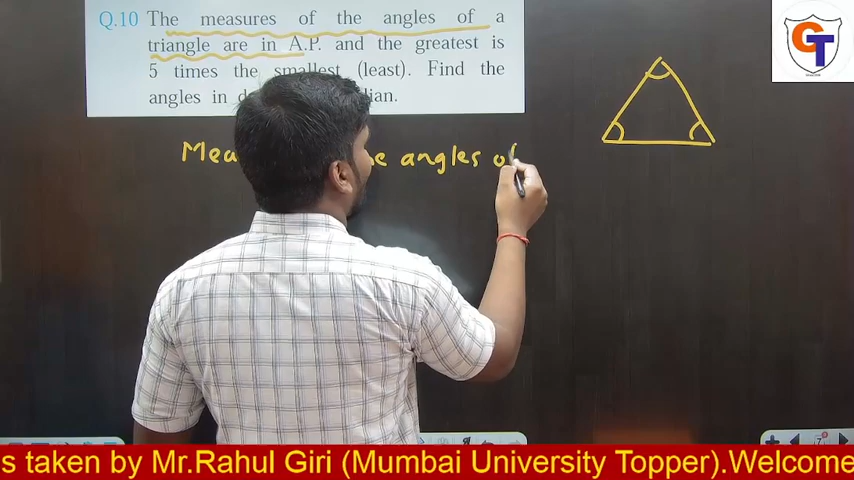 Q.10 The measures of the angles of a
triangle are in A.P. and the greatest is
5 times the smallest (least). Find the
angles in
GT
angles of
s taken by Mr.Rahul Giri (Mumbai University Topper).Welcome